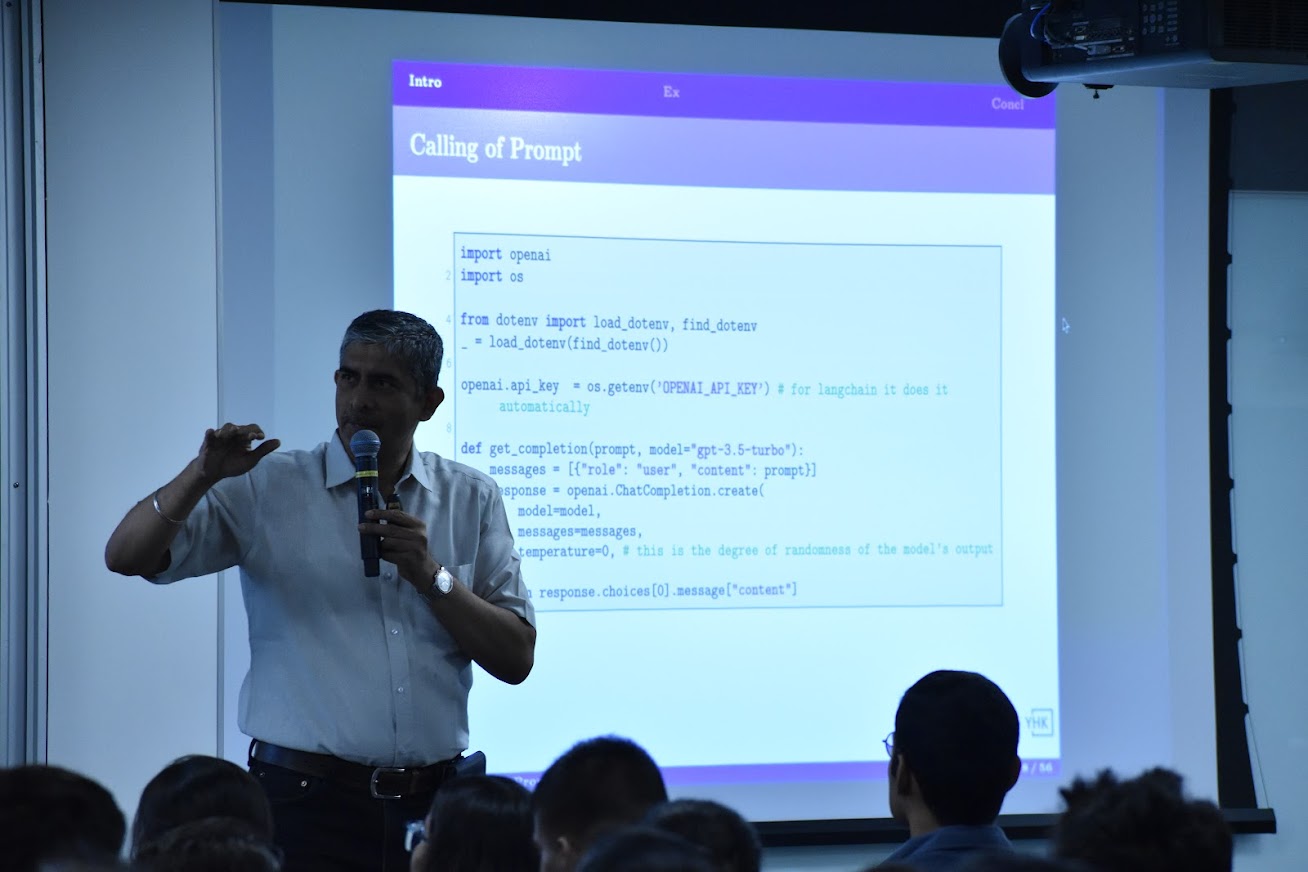 Intro
Ex
Concl
Calling of Prompt
import openai
2 import os
4 from dotenv import load_dotenv, find_dotenv
_ = load_dotenv(find_dotenv())
6
openai.api_key = os.getenv('OPENAI_API_KEY') # for langchain it does it
automatically
8
def get_completion(prompt, model="gpt-3.5-turbo"):
messages = [{"role": "user", "content": prompt}]
sponse = openai.ChatCompletion.create(
model=model,
messages=messages,
temperature=0, # this is the degree of randomness of the model's output
response.choices[0].message["content"]
YHK
/ 56